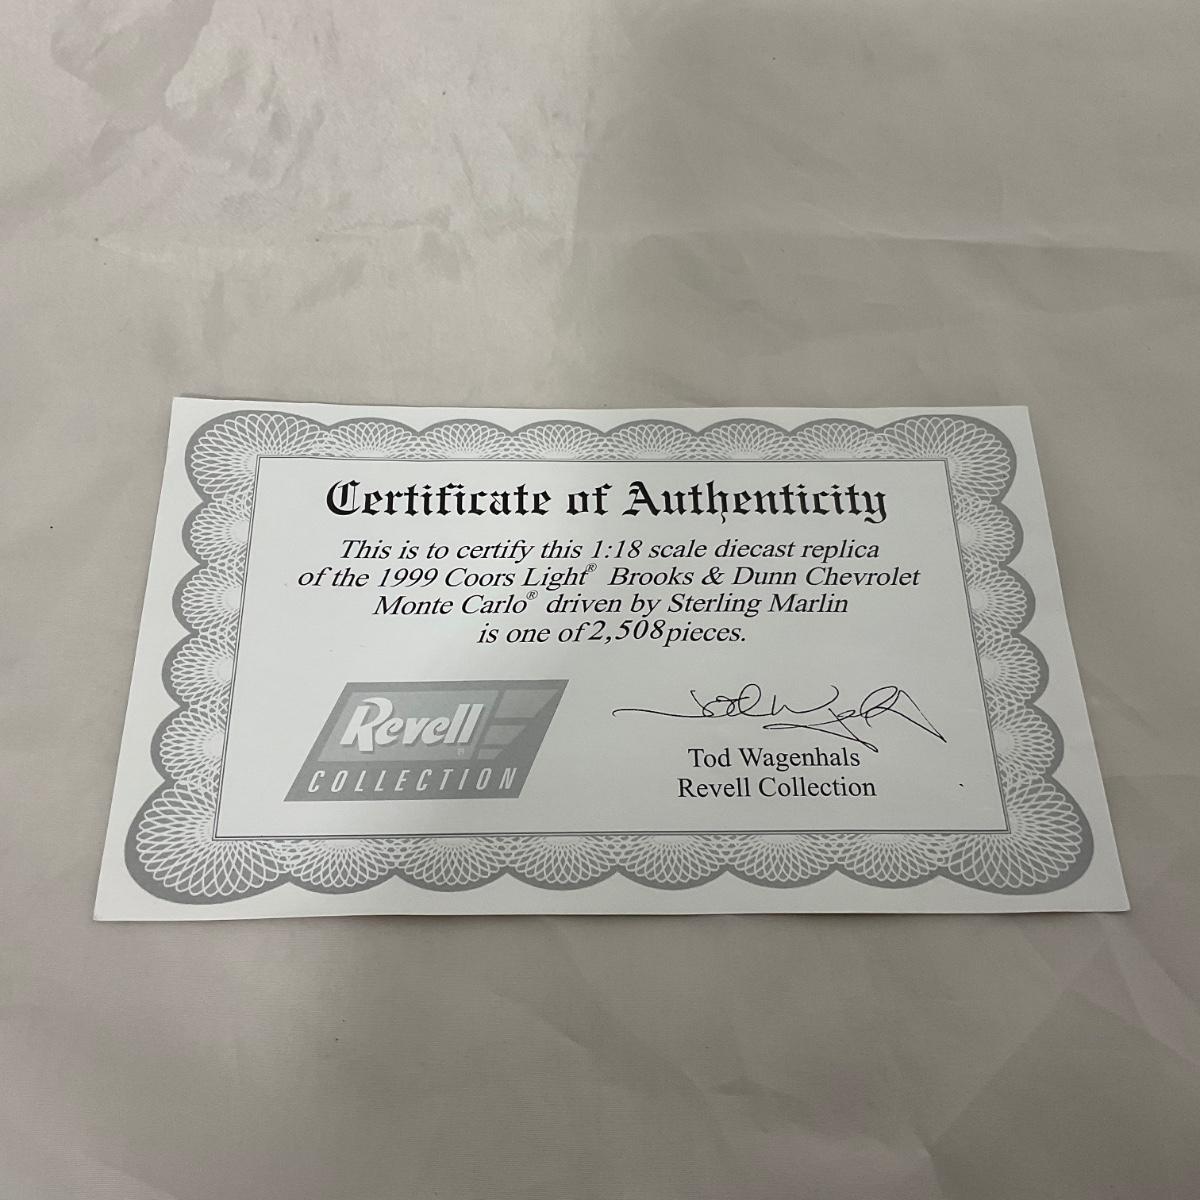 Certificate of Authenticity
This is to certify this 1:18 scale diecast replica
of the 1999 Coors Light® Brooks & Dunn Chevrolet
Monte Carlo® driven by Sterling Marlin
is one of 2,508 pieces.
Revell®
COLLECTION
Tod Wagenhals
Revell Collection